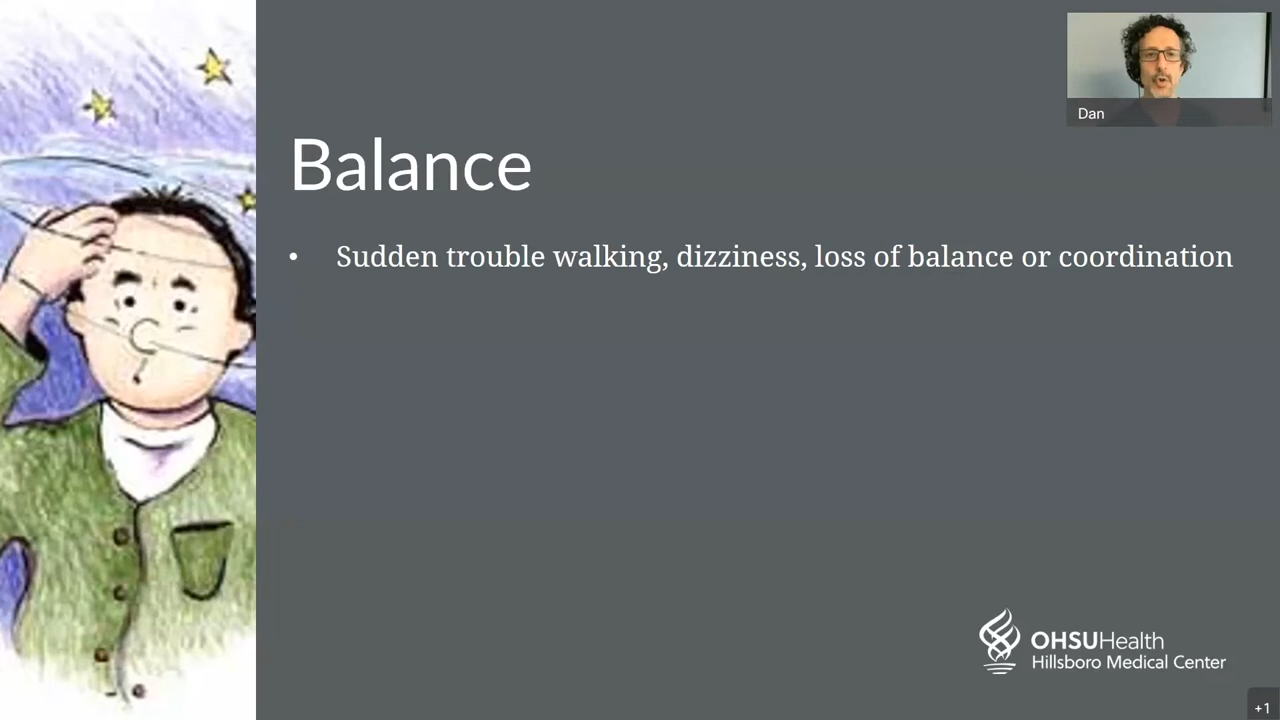 Dan
Balance
• Sudden trouble walking, dizziness, loss of balance or coordination
OHSUHealth
Hillsboro Medical Center
+1